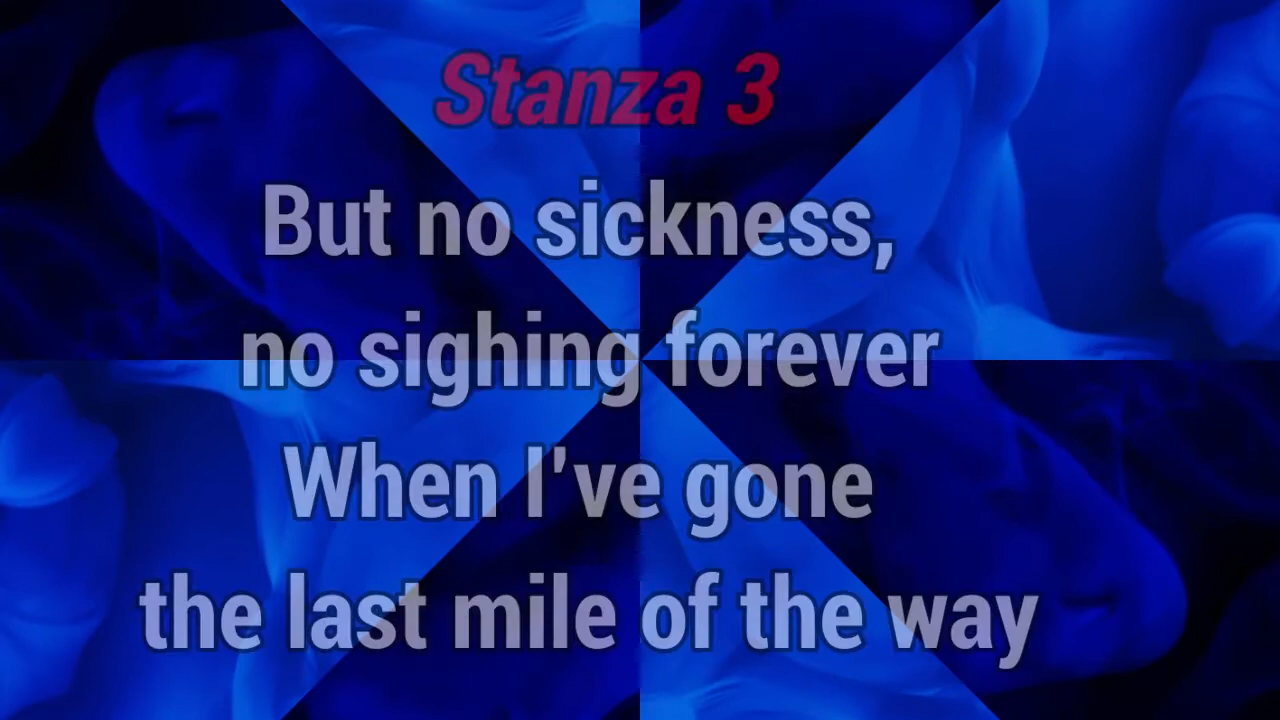 Stanza 3
But no sickness,
no sighing forever
When I've gone
the last mile of the way